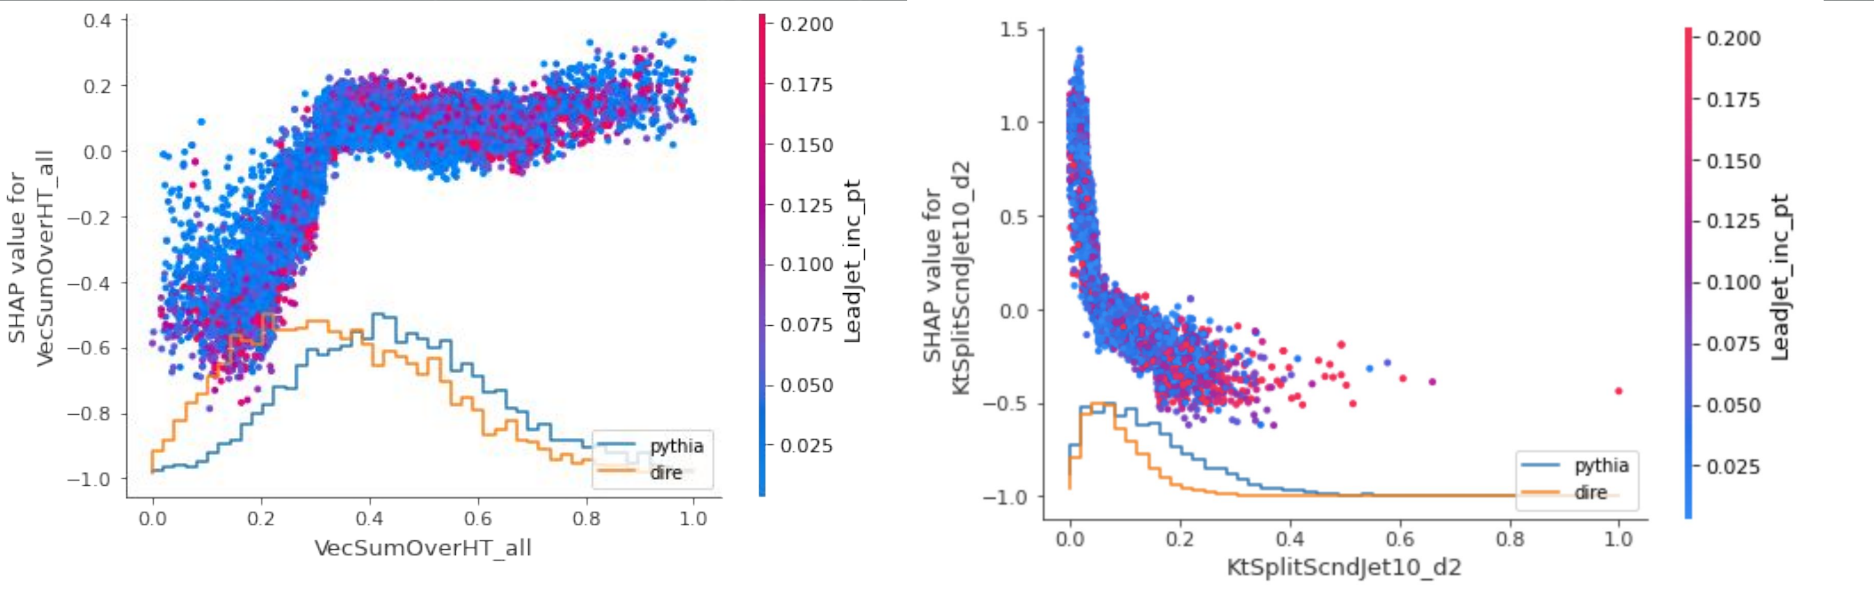 0.4
0.2
0.0
−0.2
−0.4
−0.6
−0.8
−1.0
SHAP value for
VecSumOverHT_all
0.0 0.2 0.4 0.6 0.8 1.0
VecSumOverHT_all
pythia
dire
0.200
0.175
0.150
0.125
0.100
0.075
0.050
0.025
LeadJet_inc_pt
1.5
1.0
0.5
0.0
−0.5
−1.0
SHAP value for
KtSplitScndJet10_d2
0.0 0.2 0.4 0.6 0.8 1.0
KtSplitScndJet10_d2
pythia
dire
0.200
0.175
0.150
0.125
0.100
0.075
0.050
0.025
LeadJet_inc_pt